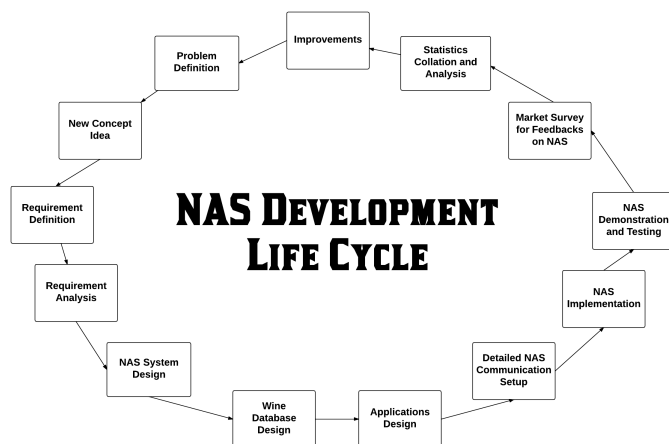 Improvements
Problem
Definition
New Concept
Idea
Requirement
Definition
Requirement
Analysis
NAS System
Design
Wine
Database
Design
Applications
Design
Detailed NAS
Communication
Setup
NAS
Implementation
NAS
Demonstration
and Testing
Market Survey
for Feedbacks
on NAS
Statistics
Collation and
Analysis
NAS Development
Life Cycle